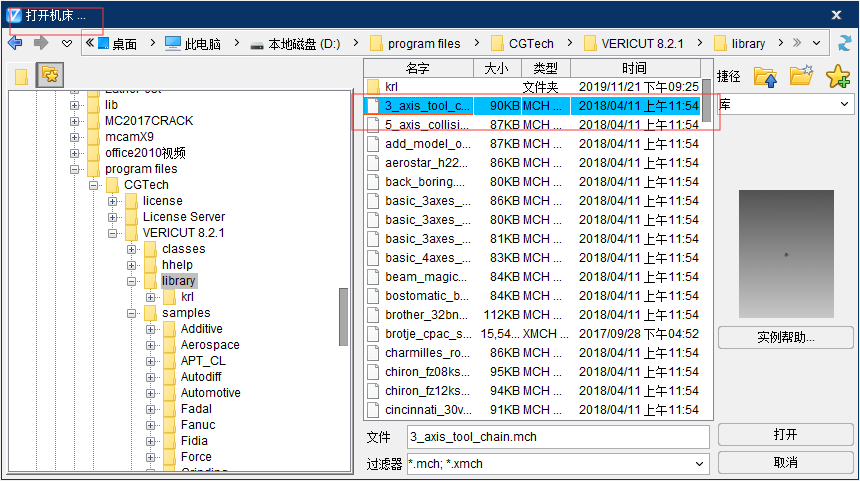 打开机床 ...
桌面
此电脑
本地磁盘 (D:)
program files
CGTech
VERICUT 8.2.1
library
捷径
库
lib
MC2017CRACK
mcamX9
office2010视频
program files
CGTech
license
License Server
VERICUT 8.2.1
classes
hhelp
library
krl
samples
Additive
Aerospace
APT_CL
Autodiff
Automotive
Fadal
Fanuc
Fidia
Force
名字 大小 类型 时间
krl 文件夹 2019/11/21 下午09:25
3_axis_tool_c... 90KB MCH ... 2018/04/11 上午11:54
5_axis_collisi... 87KB MCH ... 2018/04/11 上午11:54
add_model_o... 87KB MCH ... 2018/04/11 上午11:54
aerostar_h22... 86KB MCH ... 2018/04/11 上午11:54
back_boring.... 80KB MCH ... 2018/04/11 上午11:54
basic_3axes_... 86KB MCH ... 2018/04/11 上午11:54
basic_3axes_... 80KB MCH ... 2018/04/11 上午11:54
basic_3axes_... 81KB MCH ... 2018/04/11 上午11:54
basic_4axes_... 83KB MCH ... 2018/04/11 上午11:54
beam_magic... 84KB MCH ... 2018/04/11 上午11:54
bostomatic_b... 84KB MCH ... 2018/04/11 上午11:54
brother_32bn... 112KB MCH ... 2018/04/11 上午11:54
brotje_cpac_s... 15,54... XMCH ... 2017/09/28 下午04:52
charmilles_ro... 86KB MCH ... 2018/04/11 上午11:54
chiron_fz08ks... 95KB MCH ... 2018/04/11 上午11:54
chiron_fz12ks... 94KB MCH ... 2018/04/11 上午11:54
cincinnati_30v... 91KB MCH ... 2018/04/11 上午11:54
实例帮助...
文件 3_axis_tool_chain.mch
打开
过滤器 *.mch; *.xmch
取消